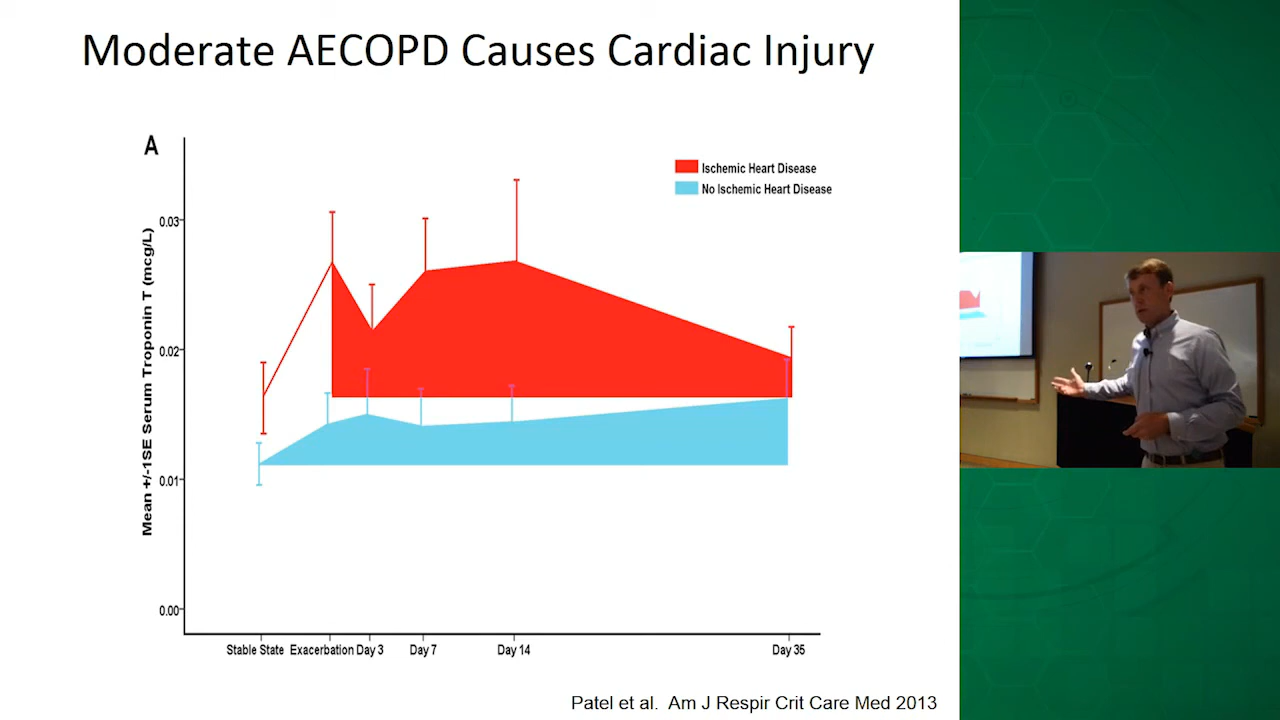 Moderate AECOPD Causes Cardiac Injury
A
Ischemic Heart Disease
No Ischemic Heart Disease
Mean +/-1SE Serum Troponin T (mcg/L)
0.03
0.02
0.01
0.00
Stable State Exacerbation Day 3 Day 7 Day 14 Day 35
Patel et al. Am J Respir Crit Care Med 2013